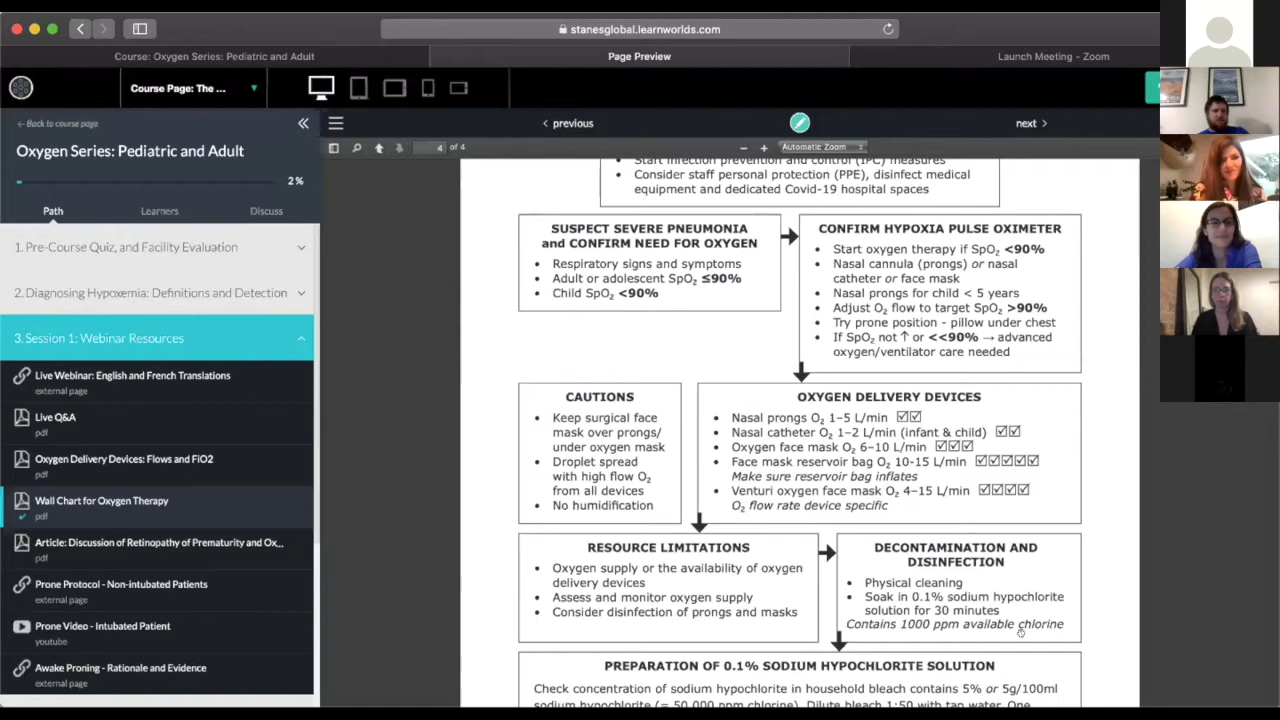 stanesglobal.learnworlds.com
Course: Oxygen Series: Pediatric and Adult
Page Preview
Launch Meeting - Zoom
Course Page: The ...
← Back to course page
«
Oxygen Series: Pediatric and Adult
2%
Path
Learners
Discuss
1. Pre-Course Quiz, and Facility Evaluation
2. Diagnosing Hypoxemia: Definitions and Detection
3. Session 1: Webinar Resources
Live Webinar: English and French Translations
external page
Live Q&A
pdf
Oxygen Delivery Devices: Flows and FiO2
pdf
Wall Chart for Oxygen Therapy
pdf
Article: Discussion of Retinopathy of Prematurity and Ox...
pdf
Prone Protocol - Non-intubated Patients
external page
Prone Video - Intubated Patient
youtube
Awake Proning - Rationale and Evidence
external page
‹ previous
next ›
4 of 4
Automatic Zoom
• Start infection prevention and control (IPC) measures
• Consider staff personal protection (PPE), disinfect medical
equipment and dedicated Covid-19 hospital spaces
SUSPECT SEVERE PNEUMONIA
and CONFIRM NEED FOR OXYGEN
• Respiratory signs and symptoms
• Adult or adolescent SpO₂ ≤90%
• Child SpO₂ <90%
CONFIRM HYPOXIA PULSE OXIMETER
• Start oxygen therapy if SpO₂ <90%
• Nasal cannula (prongs) or nasal
catheter or face mask
• Nasal prongs for child < 5 years
• Adjust O₂ flow to target SpO₂ >90%
• Try prone position - pillow under chest
• If SpO₂ not ↑ or <<90% → advanced
oxygen/ventilator care needed
CAUTIONS
• Keep surgical face
mask over prongs/
under oxygen mask
• Droplet spread
with high flow O₂
from all devices
• No humidification
OXYGEN DELIVERY DEVICES
• Nasal prongs O₂ 1–5 L/min ☑☑
• Nasal catheter O₂ 1–2 L/min (infant & child) ☑☑
• Oxygen face mask O₂ 6–10 L/min ☑☑☑
• Face mask reservoir bag O₂ 10-15 L/min ☑☑☑☑☑
Make sure reservoir bag inflates
• Venturi oxygen face mask O₂ 4–15 L/min ☑☑☑☑
O₂ flow rate device specific
RESOURCE LIMITATIONS
• Oxygen supply or the availability of oxygen
delivery devices
• Assess and monitor oxygen supply
• Consider disinfection of prongs and masks
DECONTAMINATION AND
DISINFECTION
• Physical cleaning
• Soak in 0.1% sodium hypochlorite
solution for 30 minutes
Contains 1000 ppm available chlorine
PREPARATION OF 0.1% SODIUM HYPOCHLORITE SOLUTION
Check concentration of sodium hypochlorite in household bleach contains 5% or 5g/100ml
sodium hypochlorite (= 50,000 ppm chlorine). Dilute bleach 1:50 with tap water. One